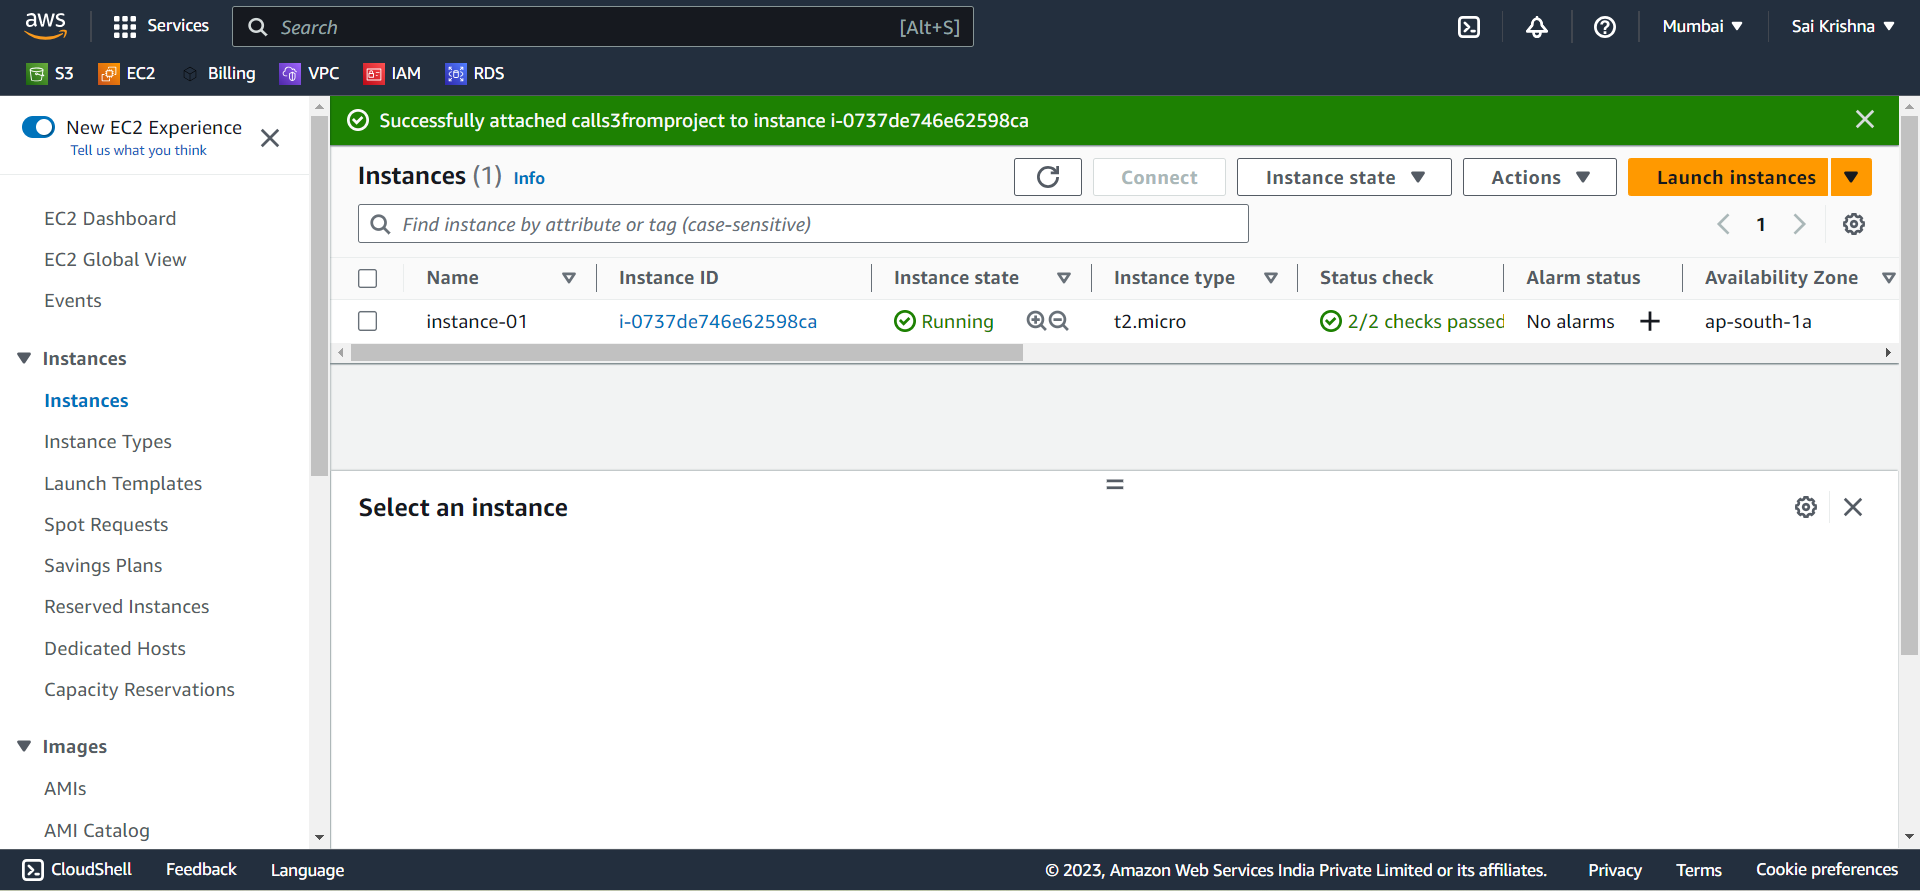 aws
Services
Search
[Alt+S]
Mumbai ▼
Sai Krishna ▼
S3
EC2
Billing
VPC
IAM
RDS
New EC2 Experience
Tell us what you think
EC2 Dashboard
EC2 Global View
Events
Instances
Instances
Instance Types
Launch Templates
Spot Requests
Savings Plans
Reserved Instances
Dedicated Hosts
Capacity Reservations
Images
AMIs
AMI Catalog
Successfully attached calls3fromproject to instance i-0737de746e62598ca
Instances (1) Info
Connect
Instance state
Actions
Launch instances
Find instance by attribute or tag (case-sensitive)
1
Name Instance ID Instance state Instance type Status check Alarm status Availability Zone
instance-01 i-0737de746e62598ca Running t2.micro 2/2 checks passed No alarms + ap-south-1a
Select an instance
CloudShell
Feedback
Language
© 2023, Amazon Web Services India Private Limited or its affiliates.
Privacy
Terms
Cookie preferences